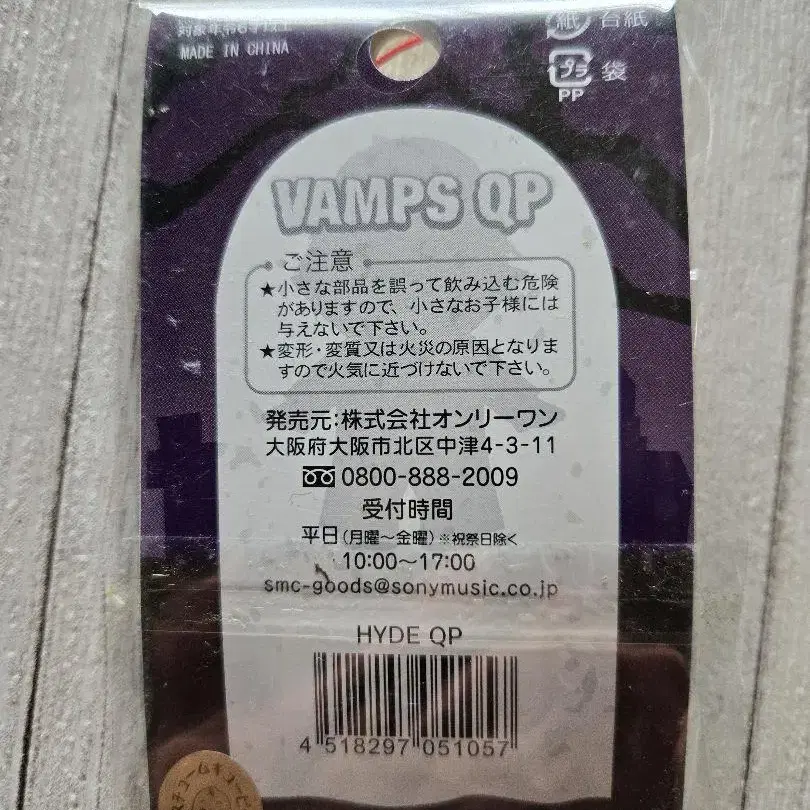 MADE IN CHINA
紙 台紙
プラ 袋
PP
VAMPS QP
ご注意
★小さな部品を誤って飲み込む危険
がありますので、小さなお子様には
与えないで下さい。
★変形・変質又は火災の原因となりま
すので火気に近づけないで下さい。
発売元:株式会社オンリーワン
大阪府大阪市北区中津4-3-11
0800-888-2009
受付時間
平日(月曜~金曜)※祝祭日除く
10:00~17:00
smc-goods@sonymusic.co.jp
HYDE QP
4 518297 051057